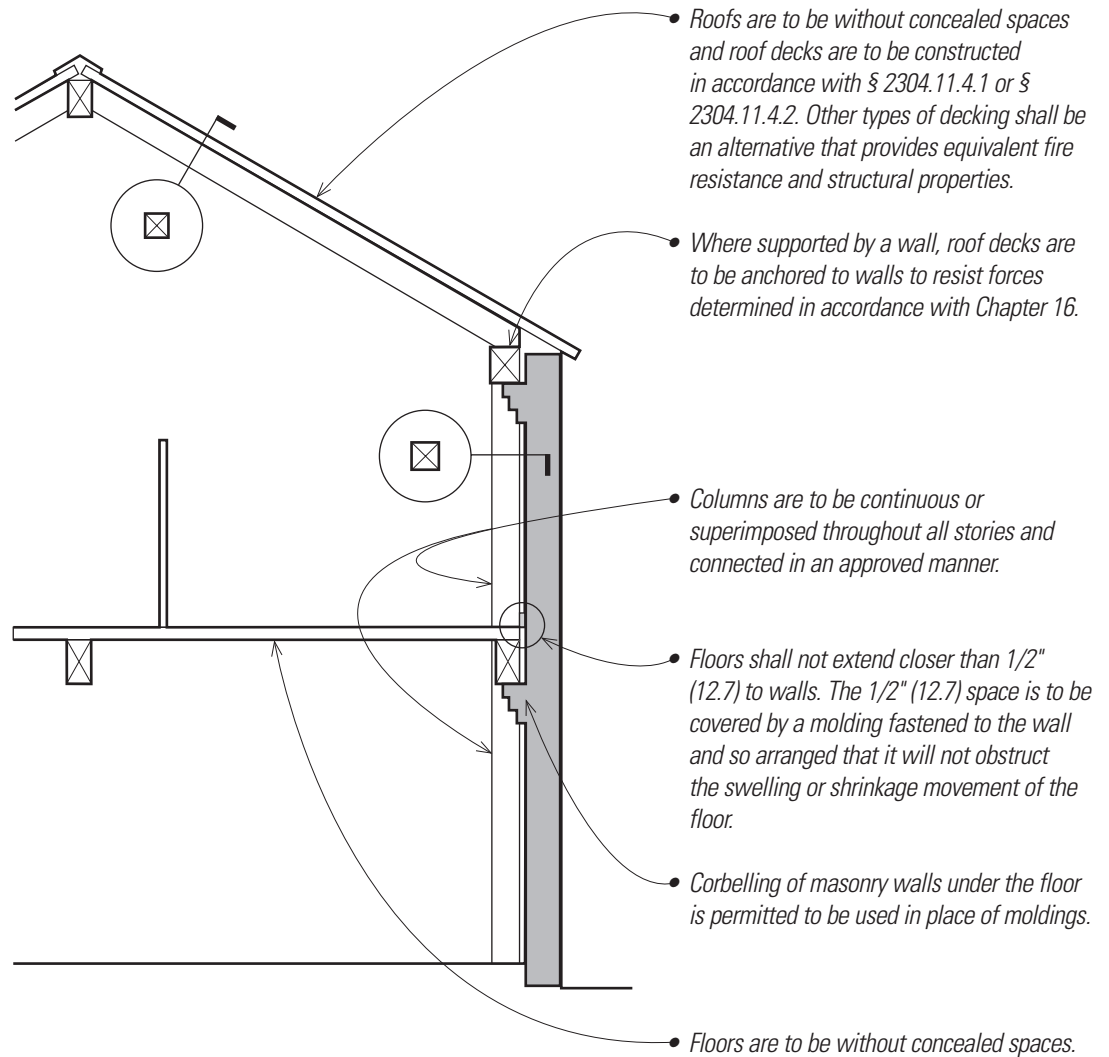 Roofs are to be without concealed spaces
and roof decks are to be constructed
in accordance with § 2304.11.4.1 or §
2304.11.4.2. Other types of decking shall be
an alternative that provides equivalent fire
resistance and structural properties.
Where supported by a wall, roof decks are
to be anchored to walls to resist forces
determined in accordance with Chapter 16.
Columns are to be continuous or
superimposed throughout all stories and
connected in an approved manner.
Floors shall not extend closer than 1/2"
(12.7) to walls. The 1/2" (12.7) space is to be
covered by a molding fastened to the wall
and so arranged that it will not obstruct
the swelling or shrinkage movement of the
floor.
Corbelling of masonry walls under the floor
is permitted to be used in place of moldings.
Floors are to be without concealed spaces.